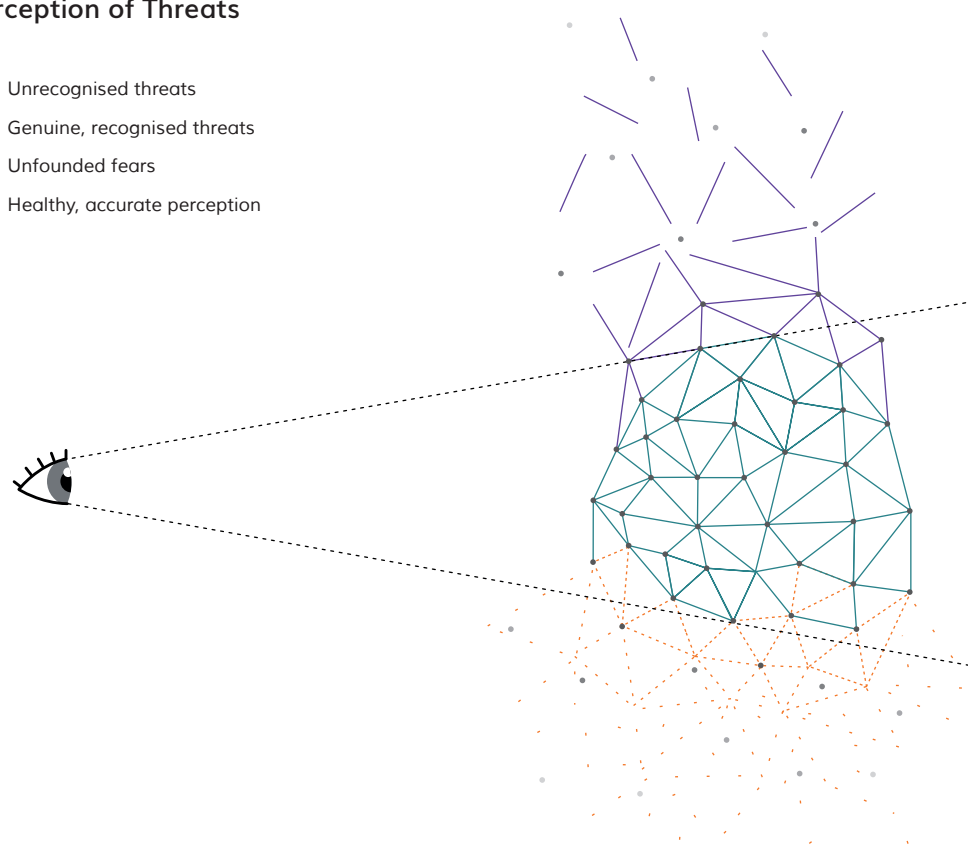 rception of Threats
Unrecognised threats
Genuine, recognised threats
Unfounded fears
Healthy, accurate perception